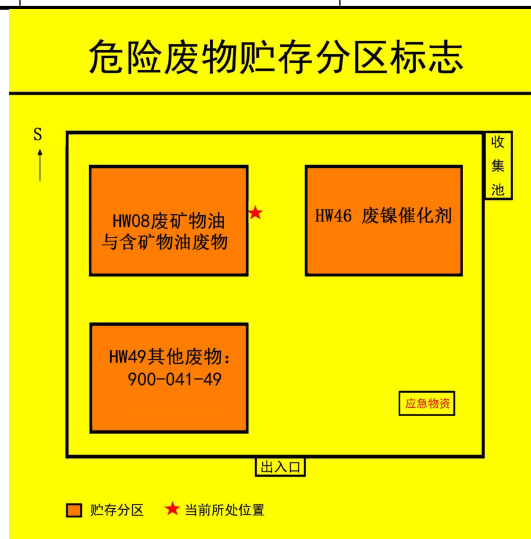 危险废物贮存分区标志
S
收
集
池
HW08废矿物油
与含矿物油废物
HW46 废镍催化剂
HW49其他废物：
900-041-49
应急物资
出入口
贮存分区
当前所处位置